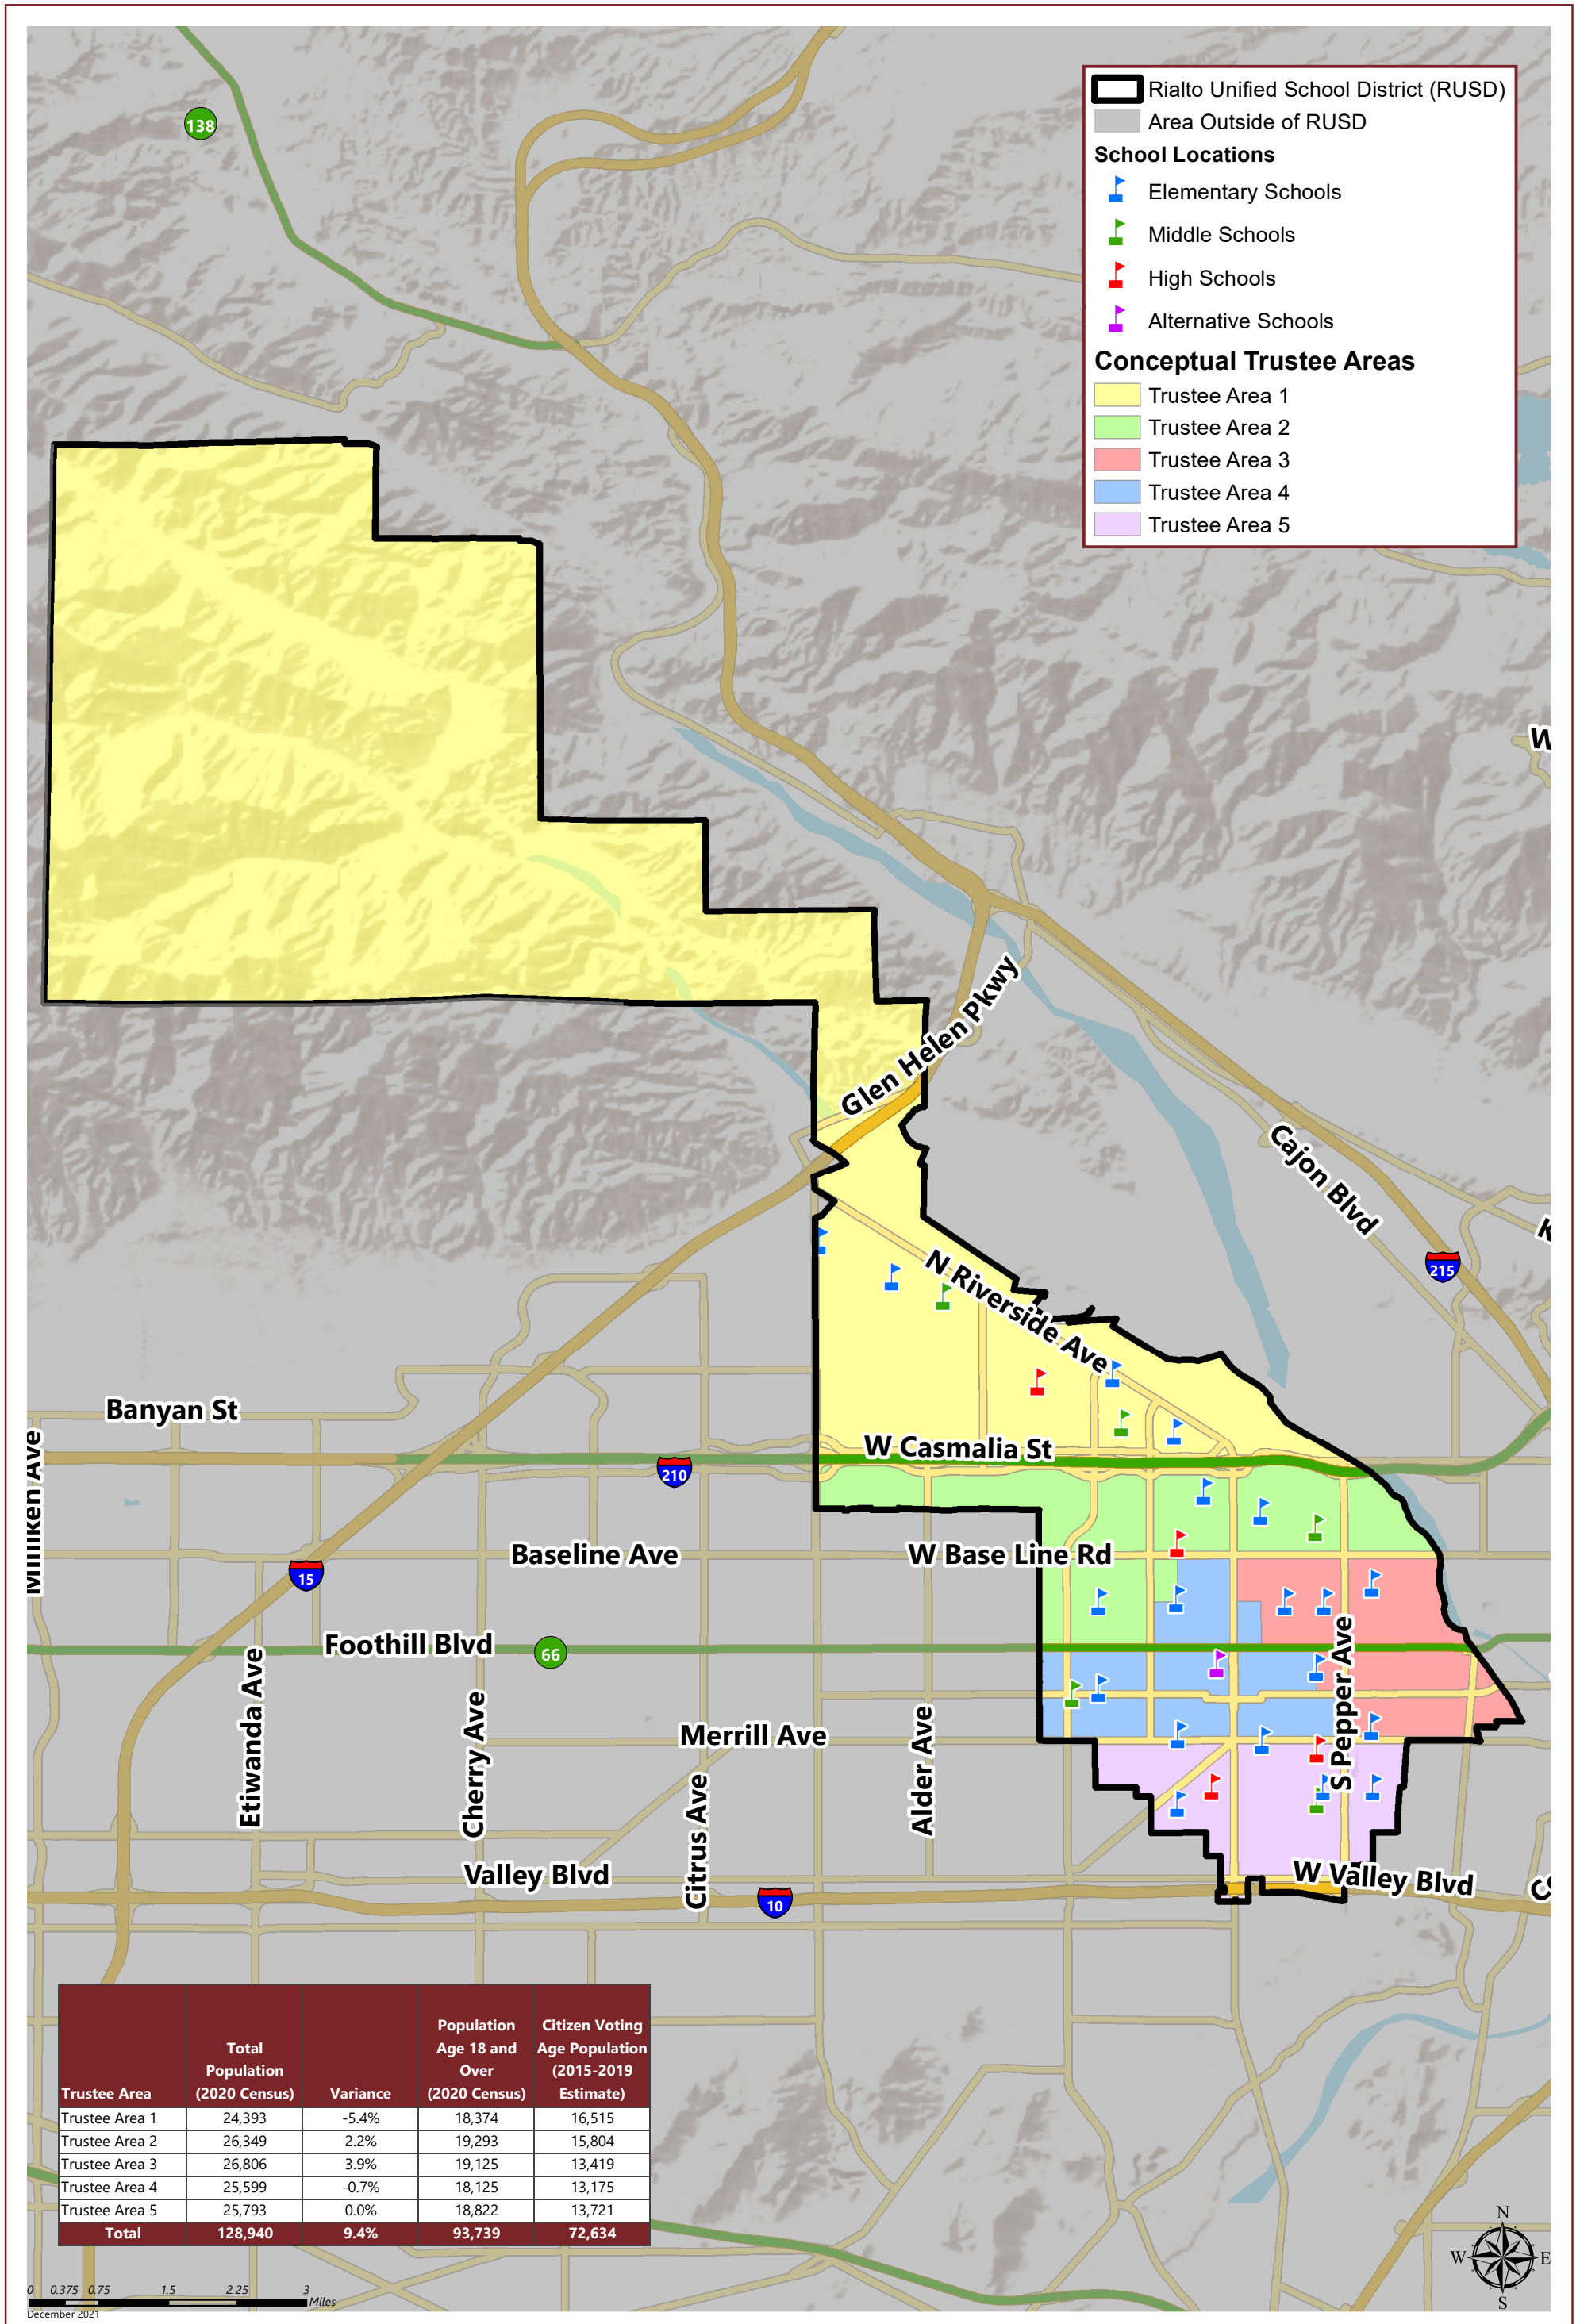 138
Rialto Unified School District (RUSD)
Area Outside of RUSD
School Locations
Elementary Schools
Middle Schools
High Schools
Alternative Schools
Conceptual Trustee Areas
Trustee Area 1
Trustee Area 2
Trustee Area 3
Trustee Area 4
Trustee Area 5
Glen Helen Pkwy
Cajon Blvd
215
N Riverside Ave
Banyan St
W Casmalia St
210
Milliken Ave
Baseline Ave
W Base Line Rd
15
Foothill Blvd
66
Etiwanda Ave
Cherry Ave
Merrill Ave
Citrus Ave
Alder Ave
S Pepper Ave
Valley Blvd
W Valley Blvd
10
Trustee Area Total Population (2020 Census) Variance Population Age 18 and Over (2020 Census) Citizen Voting Age Population (2015-2019 Estimate)
Trustee Area 1 24,393 -5.4% 18,374 16,515
Trustee Area 2 26,349 2.2% 19,293 15,804
Trustee Area 3 26,806 3.9% 19,125 13,419
Trustee Area 4 25,599 -0.7% 18,125 13,175
Trustee Area 5 25,793 0.0% 18,822 13,721
Total 128,940 9.4% 93,739 72,634
N
W E
S
0 0.375 0.75 1.5 2.25 3
Miles
December 2021